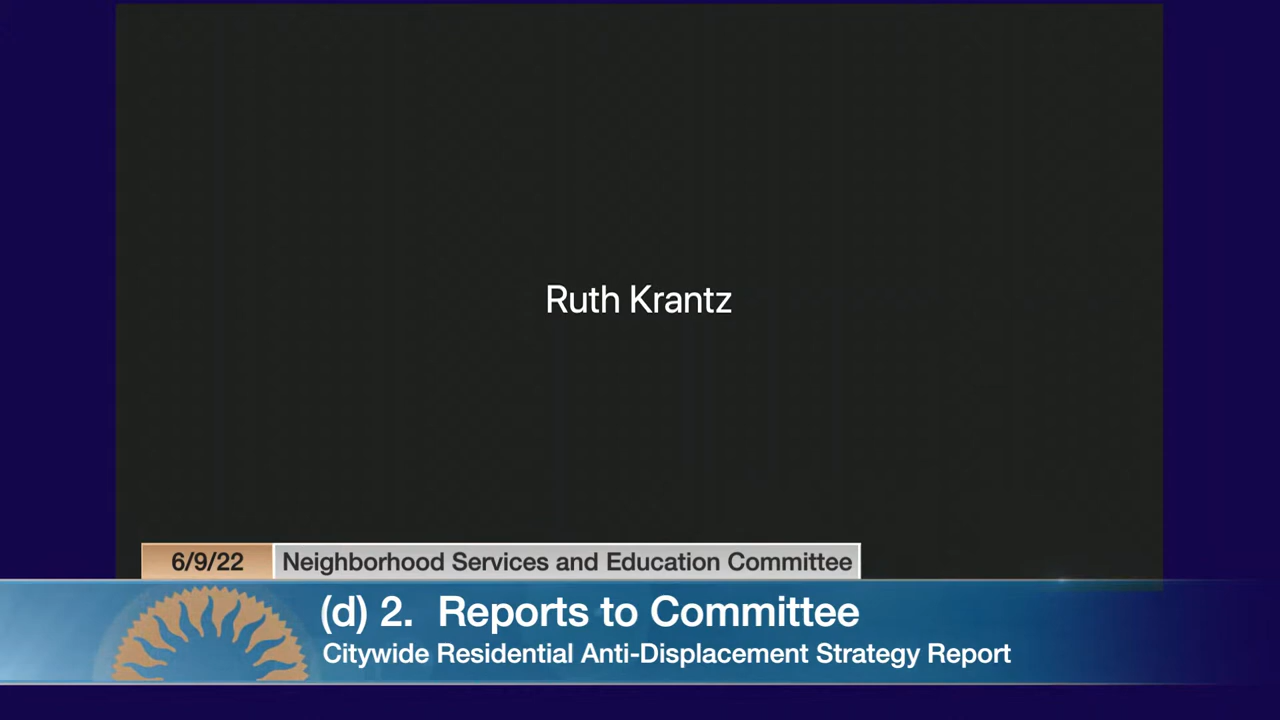 Ruth Krantz
6/9/22 Neighborhood Services and Education Committee
(d) 2. Reports to Committee
Citywide Residential Anti-Displacement Strategy Report